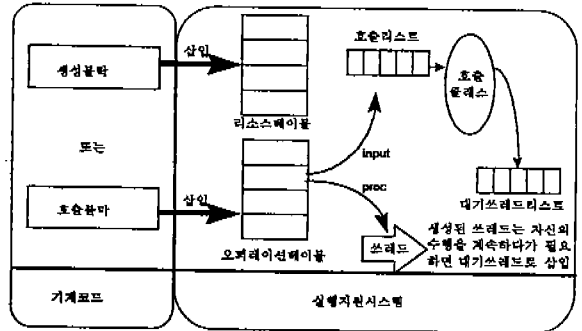 삽입
생성블럭
리소스테이블
또는
삽입
호출블럭
오퍼레이션테이블
호출리스트
호출
클래스
input
proc
대기쓰레드리스트
쓰레드
생성된 쓰레드는 자신의
수행을 계속하다가 필요
하면 대기쓰레드로 삽입
기계코드
실행지원시스템